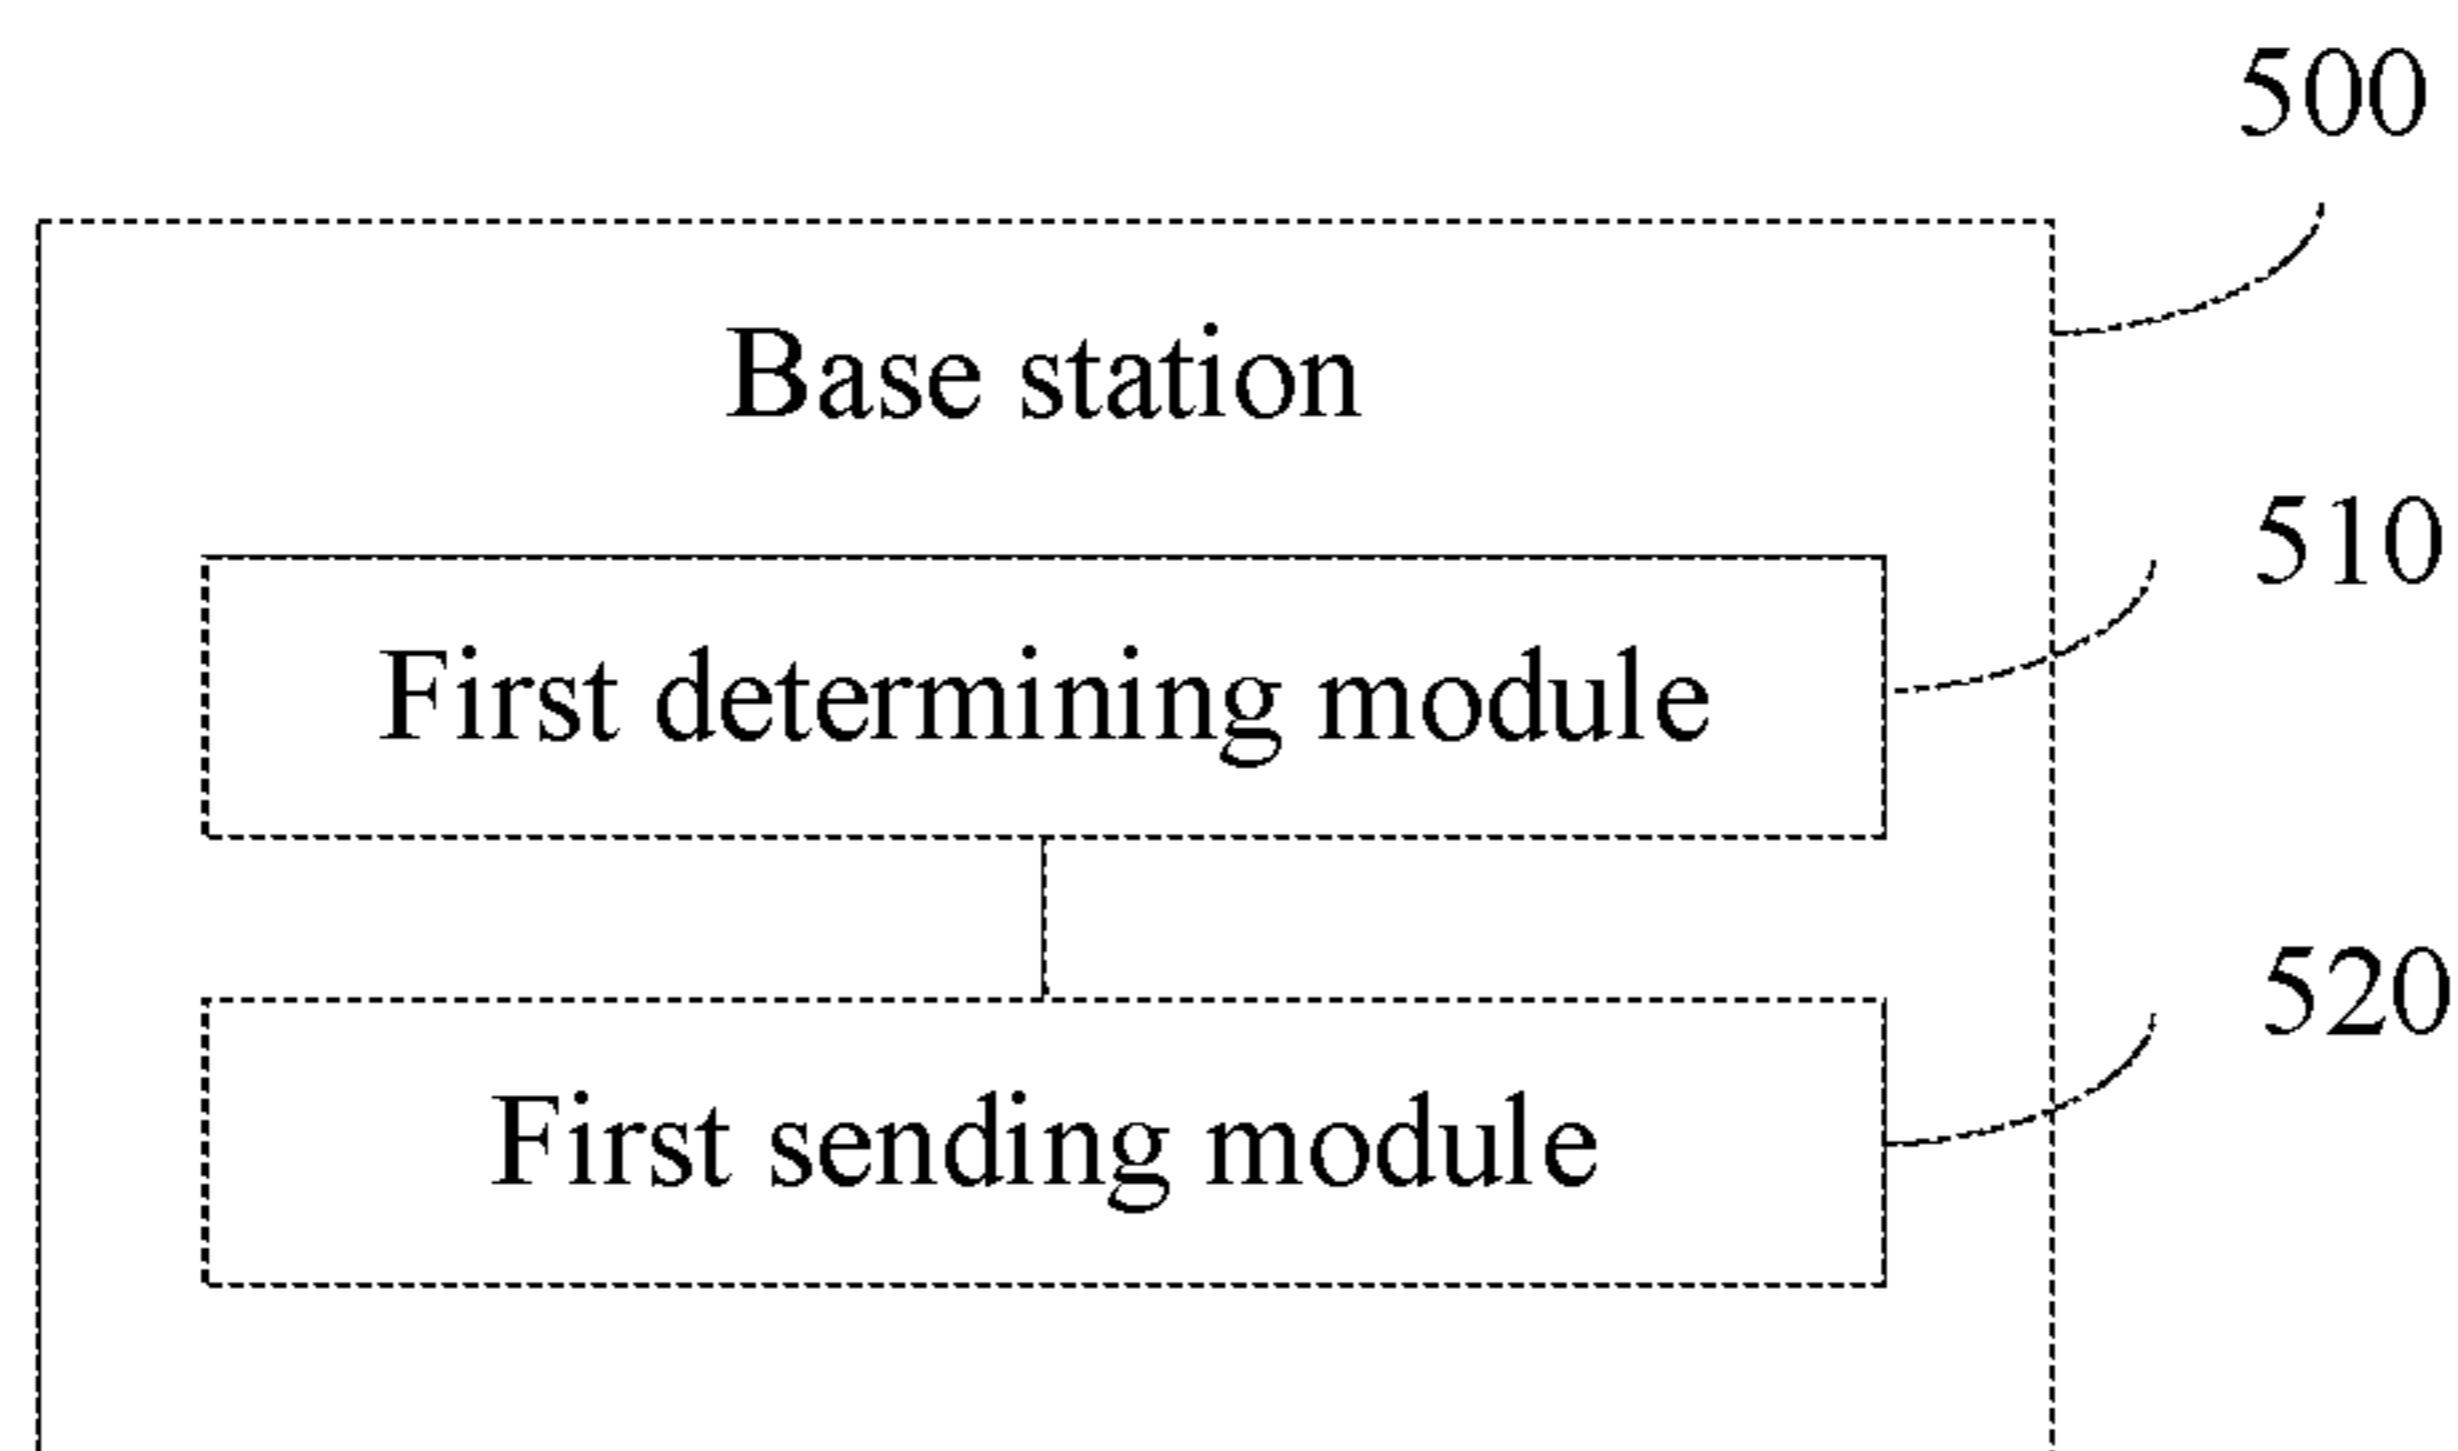 500
Base station
510
First determining module
520
First sending module